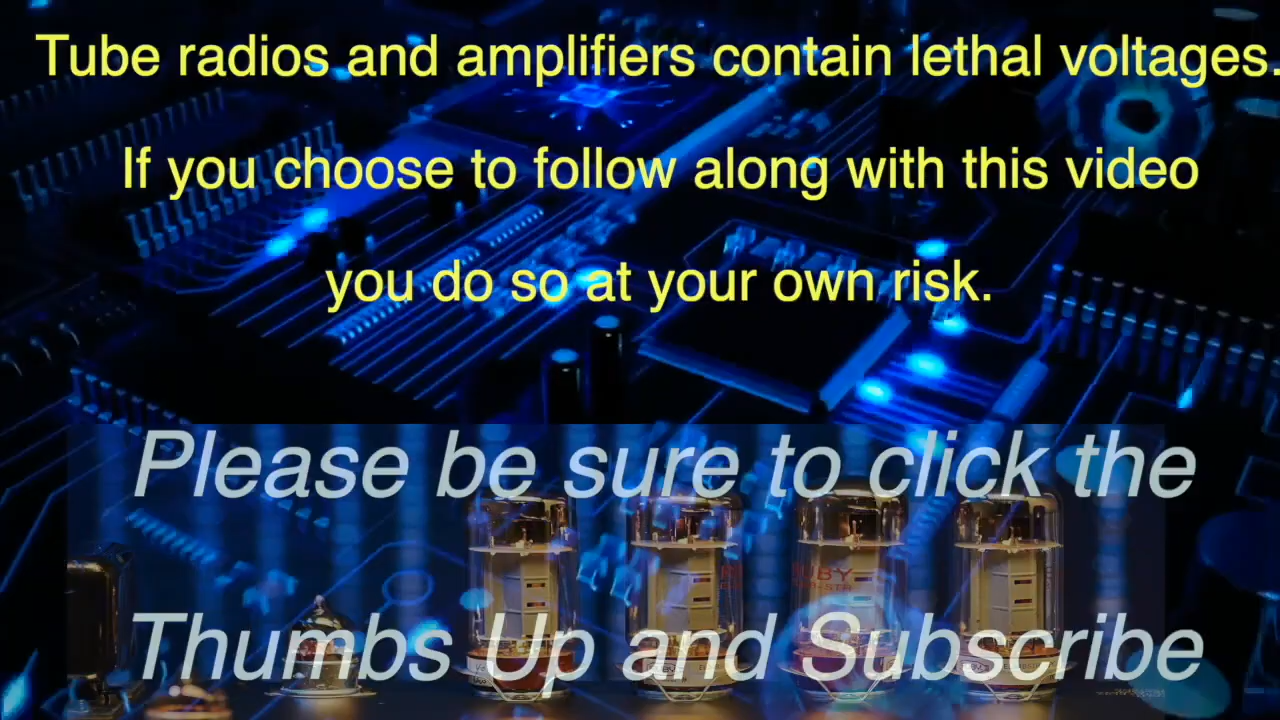 Tube radios and amplifiers contain lethal voltages.
If you choose to follow along with this video
you do so at your own risk.
Please be sure to click the
RUBY
Thumbs Up and Subscribe